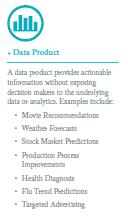 » Data Product
A data product provides actionable
information without exposing
decision makers to the underlying
data or analytics. Examples include:
• Movie Recommendations
• Weather Forecasts
• Stock Market Predictions
• Production Process
Improvements
• Health Diagnosis
• Flu Trend Predictions
• Targeted Advertising